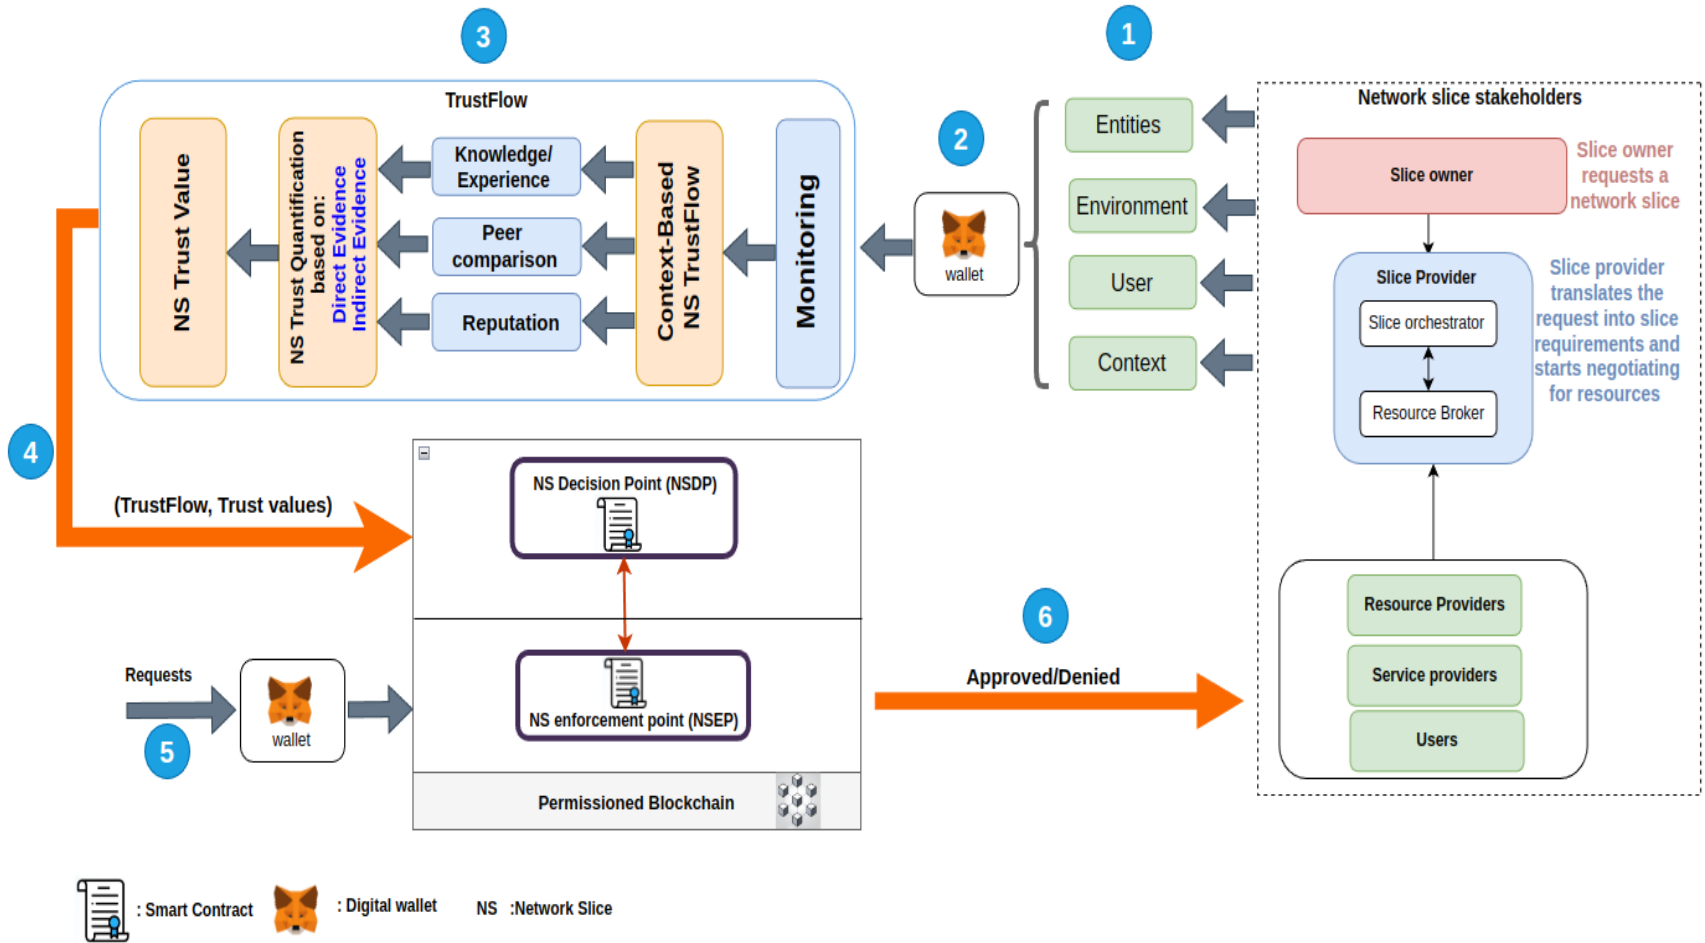 3
1
2
TrustFlow
NS Trust Value
NS Trust Quantification
based on:
Direct Evidence
Indirect Evidence
Knowledge/
Experience
Peer
comparison
Reputation
Context-Based
NS TrustFlow
Monitoring
wallet
Entities
Environment
User
Context
Network slice stakeholders
Slice owner
Slice owner
requests a
network slice
Slice Provider
Slice orchestrator
Resource Broker
Slice provider
translates the
request into slice
requirements and
starts negotiating
for resources
Resource Providers
Service providers
Users
4
(TrustFlow, Trust values)
NS Decision Point (NSDP)
NS enforcement point (NSEP)
Permissioned Blockchain
Requests
5
wallet
6
Approved/Denied
: Smart Contract
: Digital wallet
NS :Network Slice